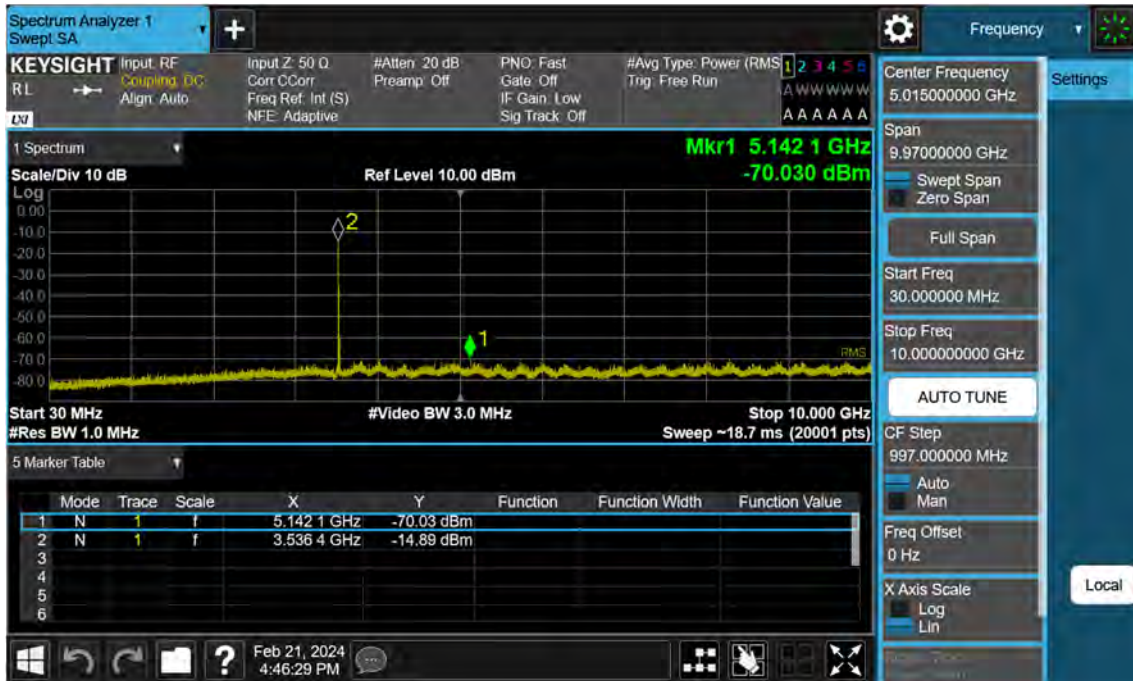 Spectrum Analyzer 1
Swept SA
+
Frequency
KEYSIGHT
RL
LXI
Input: RF
Coupling: DC
Align: Auto
Input Z: 50 Ω
Corr CCorr
Freq Ref: Int (S)
NFE: Adaptive
#Atten: 20 dB
Preamp: Off
PNO: Fast
Gate: Off
IF Gain: Low
Sig Track: Off
#Avg Type: Power (RMS
Trig: Free Run
1 2 3 4 5 6
A W W W W W
A A A A A A
1 Spectrum
Scale/Div 10 dB
Ref Level 10.00 dBm
Mkr1 5.142 1 GHz
-70.030 dBm
Log
0.00
-10.0
-20.0
-30.0
-40.0
-50.0
-60.0
-70.0
-80.0
2
1
RMS
Start 30 MHz
#Video BW 3.0 MHz
Stop 10.000 GHz
#Res BW 1.0 MHz
Sweep ~18.7 ms (20001 pts)
5 Marker Table
Mode Trace Scale X Y Function Function Width Function Value
1 N 1 f 5.142 1 GHz -70.03 dBm
2 N 1 f 3.536 4 GHz -14.89 dBm
3
4
5
6
?
Feb 21, 2024
4:46:29 PM
Center Frequency
5.015000000 GHz
Span
9.97000000 GHz
Swept Span
Zero Span
Full Span
Start Freq
30.000000 MHz
Stop Freq
10.000000000 GHz
AUTO TUNE
CF Step
997.000000 MHz
Auto
Man
Freq Offset
0 Hz
X Axis Scale
Log
Lin
Settings
Local